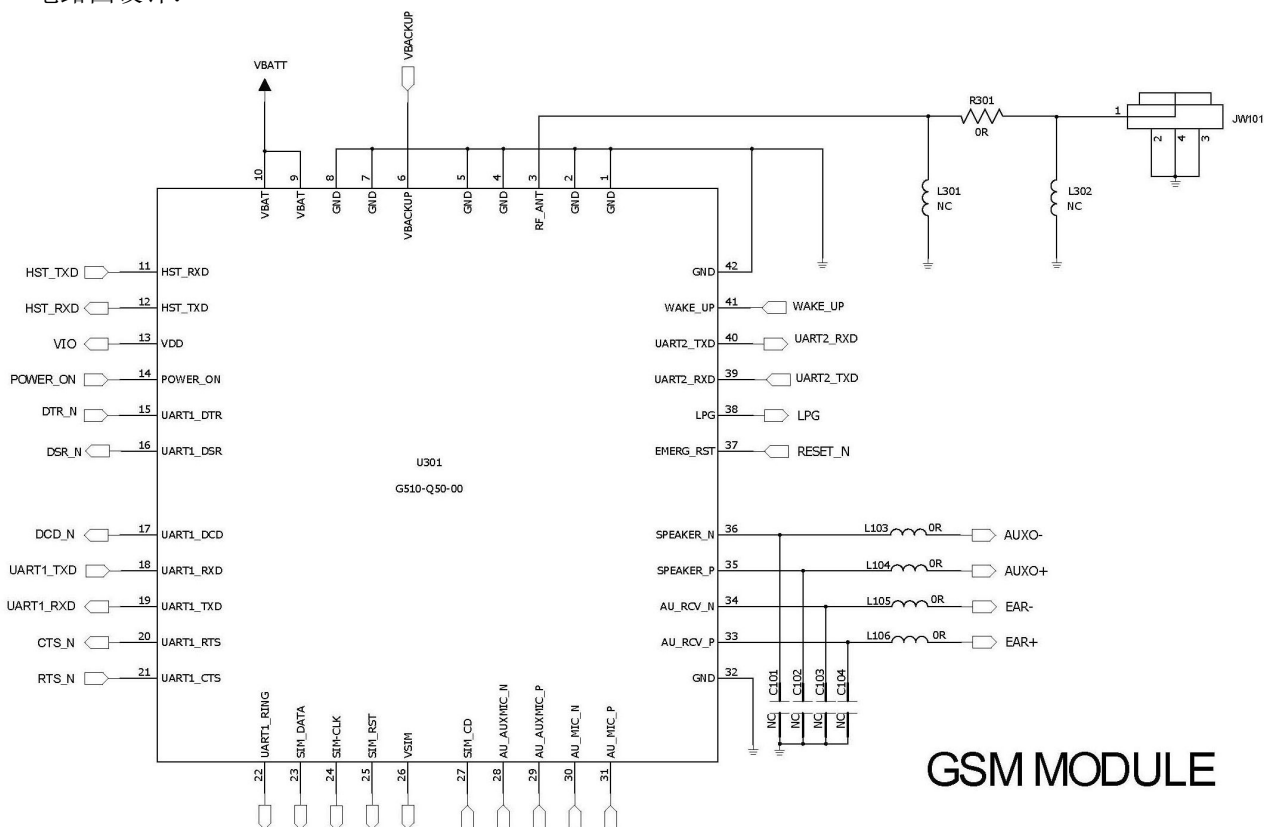 电路图设计:
VBACKUP
VBATT
R301
0R
1
JW101
2
4
3
L301
NC
L302
NC
10
9
8
7
6
5
4
3
2
1
VBAT
VBAT
GND
GND
VBACKUP
GND
GND
RF_ANT
GND
GND
HST_TXD 11 HST_RXD
HST_RXD 12 HST_TXD
VIO 13 VDD
POWER_ON 14 POWER_ON
DTR_N 15 UART1_DTR
DSR_N 16 UART1_DSR
DCD_N 17 UART1_DCD
UART1_TXD 18 UART1_RXD
UART1_RXD 19 UART1_TXD
CTS_N 20 UART1_RTS
RTS_N 21 UART1_CTS
U301
G510-Q50-00
GND 42
WAKE_UP 41 WAKE_UP
UART2_TXD 40 UART2_RXD
UART2_RXD 39 UART2_TXD
LPG 38 LPG
EMERG_RST 37 RESET_N
SPEAKER_N 36 L103 0R AUXO-
SPEAKER_P 35 L104 0R AUXO+
AU_RCV_N 34 L105 0R EAR-
AU_RCV_P 33 L106 0R EAR+
GND 32
C101
C102
C103
C104
NC
NC
NC
NC
UART1_RING
SIM_DATA
SIM-CLK
SIM_RST
VSIM
SIM_CD
AU_AUXMIC_N
AU_AUXMIC_P
AU_MIC_N
AU_MIC_P
22
23
24
25
26
27
28
29
30
31
GSM MODULE